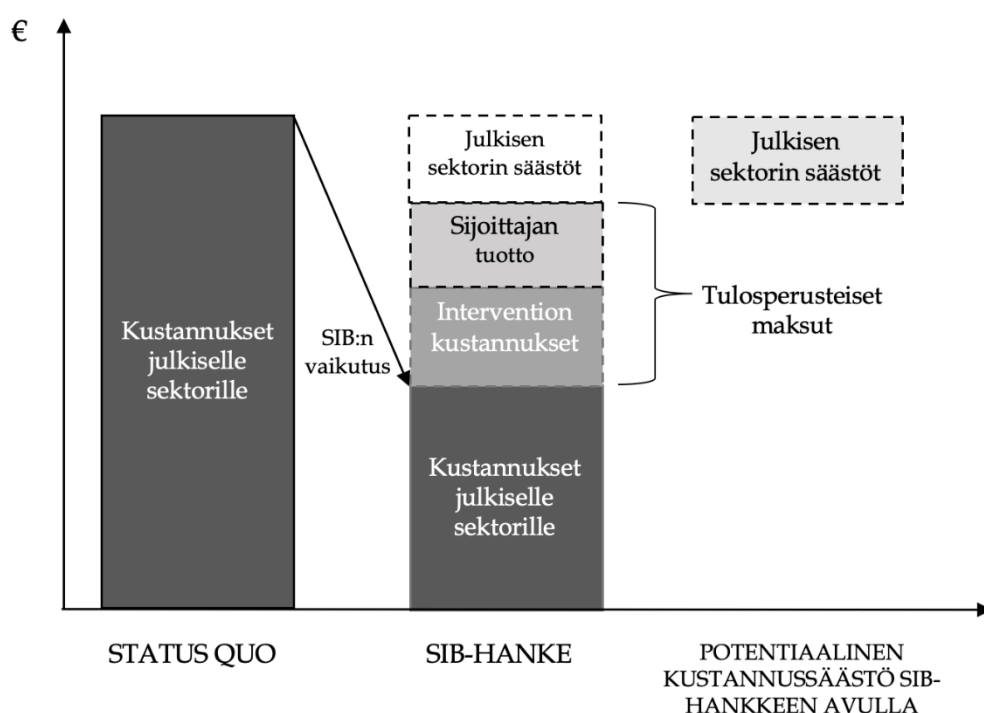 €
Kustannukset
julkiselle
sektorille
SIB:n
vaikutus
Julkisen
sektorin säästöt
Sijoittajan
tuotto
Intervention
kustannukset
Kustannukset
julkiselle
sektorille
Julkisen
sektorin säästöt
Tulosperusteiset
maksut
STATUS QUO
SIB-HANKE
POTENTIAALINEN
KUSTANNUSSÄÄSTÖ SIB-
HANKKEEN AVULLA